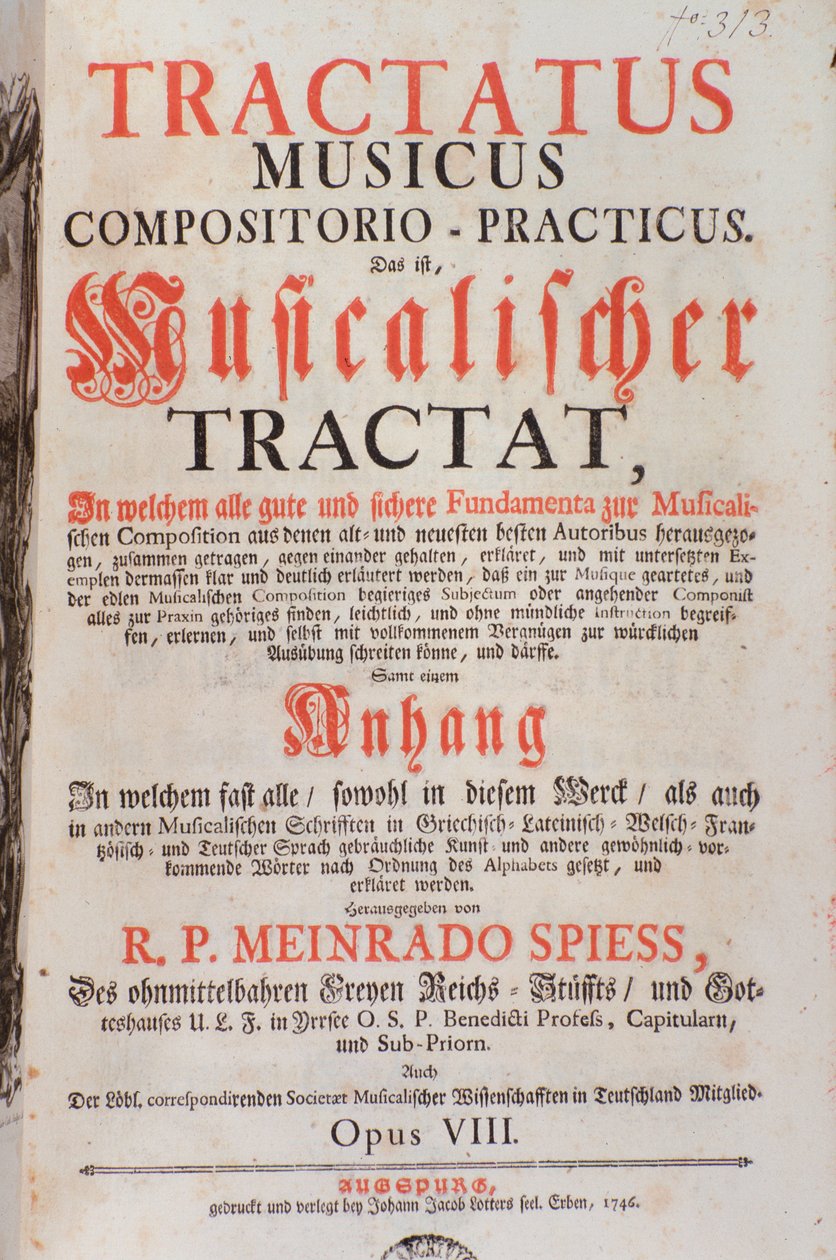 No: 313.
TRACTATUS
MUSICUS
COMPOSITORIO - PRACTICUS.
Das ist,
Musicalischer
TRACTAT,
In welchem alle gute und sichere Fundamenta zur Musicali-
schen Composition aus denen alt- und neuesten besten Autoribus herausgezo-
gen, zusammen getragen, gegen einander gehalten, erkläret, und mit untersetzten Ex-
emplen dermassen klar und deutlich erläutert werden, daß ein zur Musique geartetes, und
der edlen Musicalischen Composition begieriges Subjectum oder angehender Componist
alles zur Praxin gehöriges finden, leichtlich, und ohne mündliche Instruction begreif-
fen, erlernen, und selbst mit vollkommenem Vergnügen zur würcklichen
Ausübung schreiten könne, und därffe.
Samt einem
Anhang
In welchem fast alle / sowohl in diesem Werck / als auch
in andern Musicalischen Schrifften in Griechisch- Lateinisch- Welsch- Fran-
tzösisch- und Teutscher Sprach gebräuchliche Kunst- und andere gewöhnlich- vor-
kommende Wörter nach Ordnung des Alphabets gesetzt, und
erkläret werden.
Herausgegeben von
R. P. MEINRADO SPIESS,
Des ohnmittelbahren Freyen Reichs - Stüffts / und Got-
teshauses U. L. F. in Yrrsee O. S. P. Benedicti Profess, Capitularn,
und Sub-Priorn.
Auch
Der Löbl. correspondirenden Societæt Musicalischer Wissenschafften in Teutschland Mitglied.
Opus VIII.
AUGSPURG,
gedruckt und verlegt bey Johann Jacob Lotters seel. Erben, 1746.